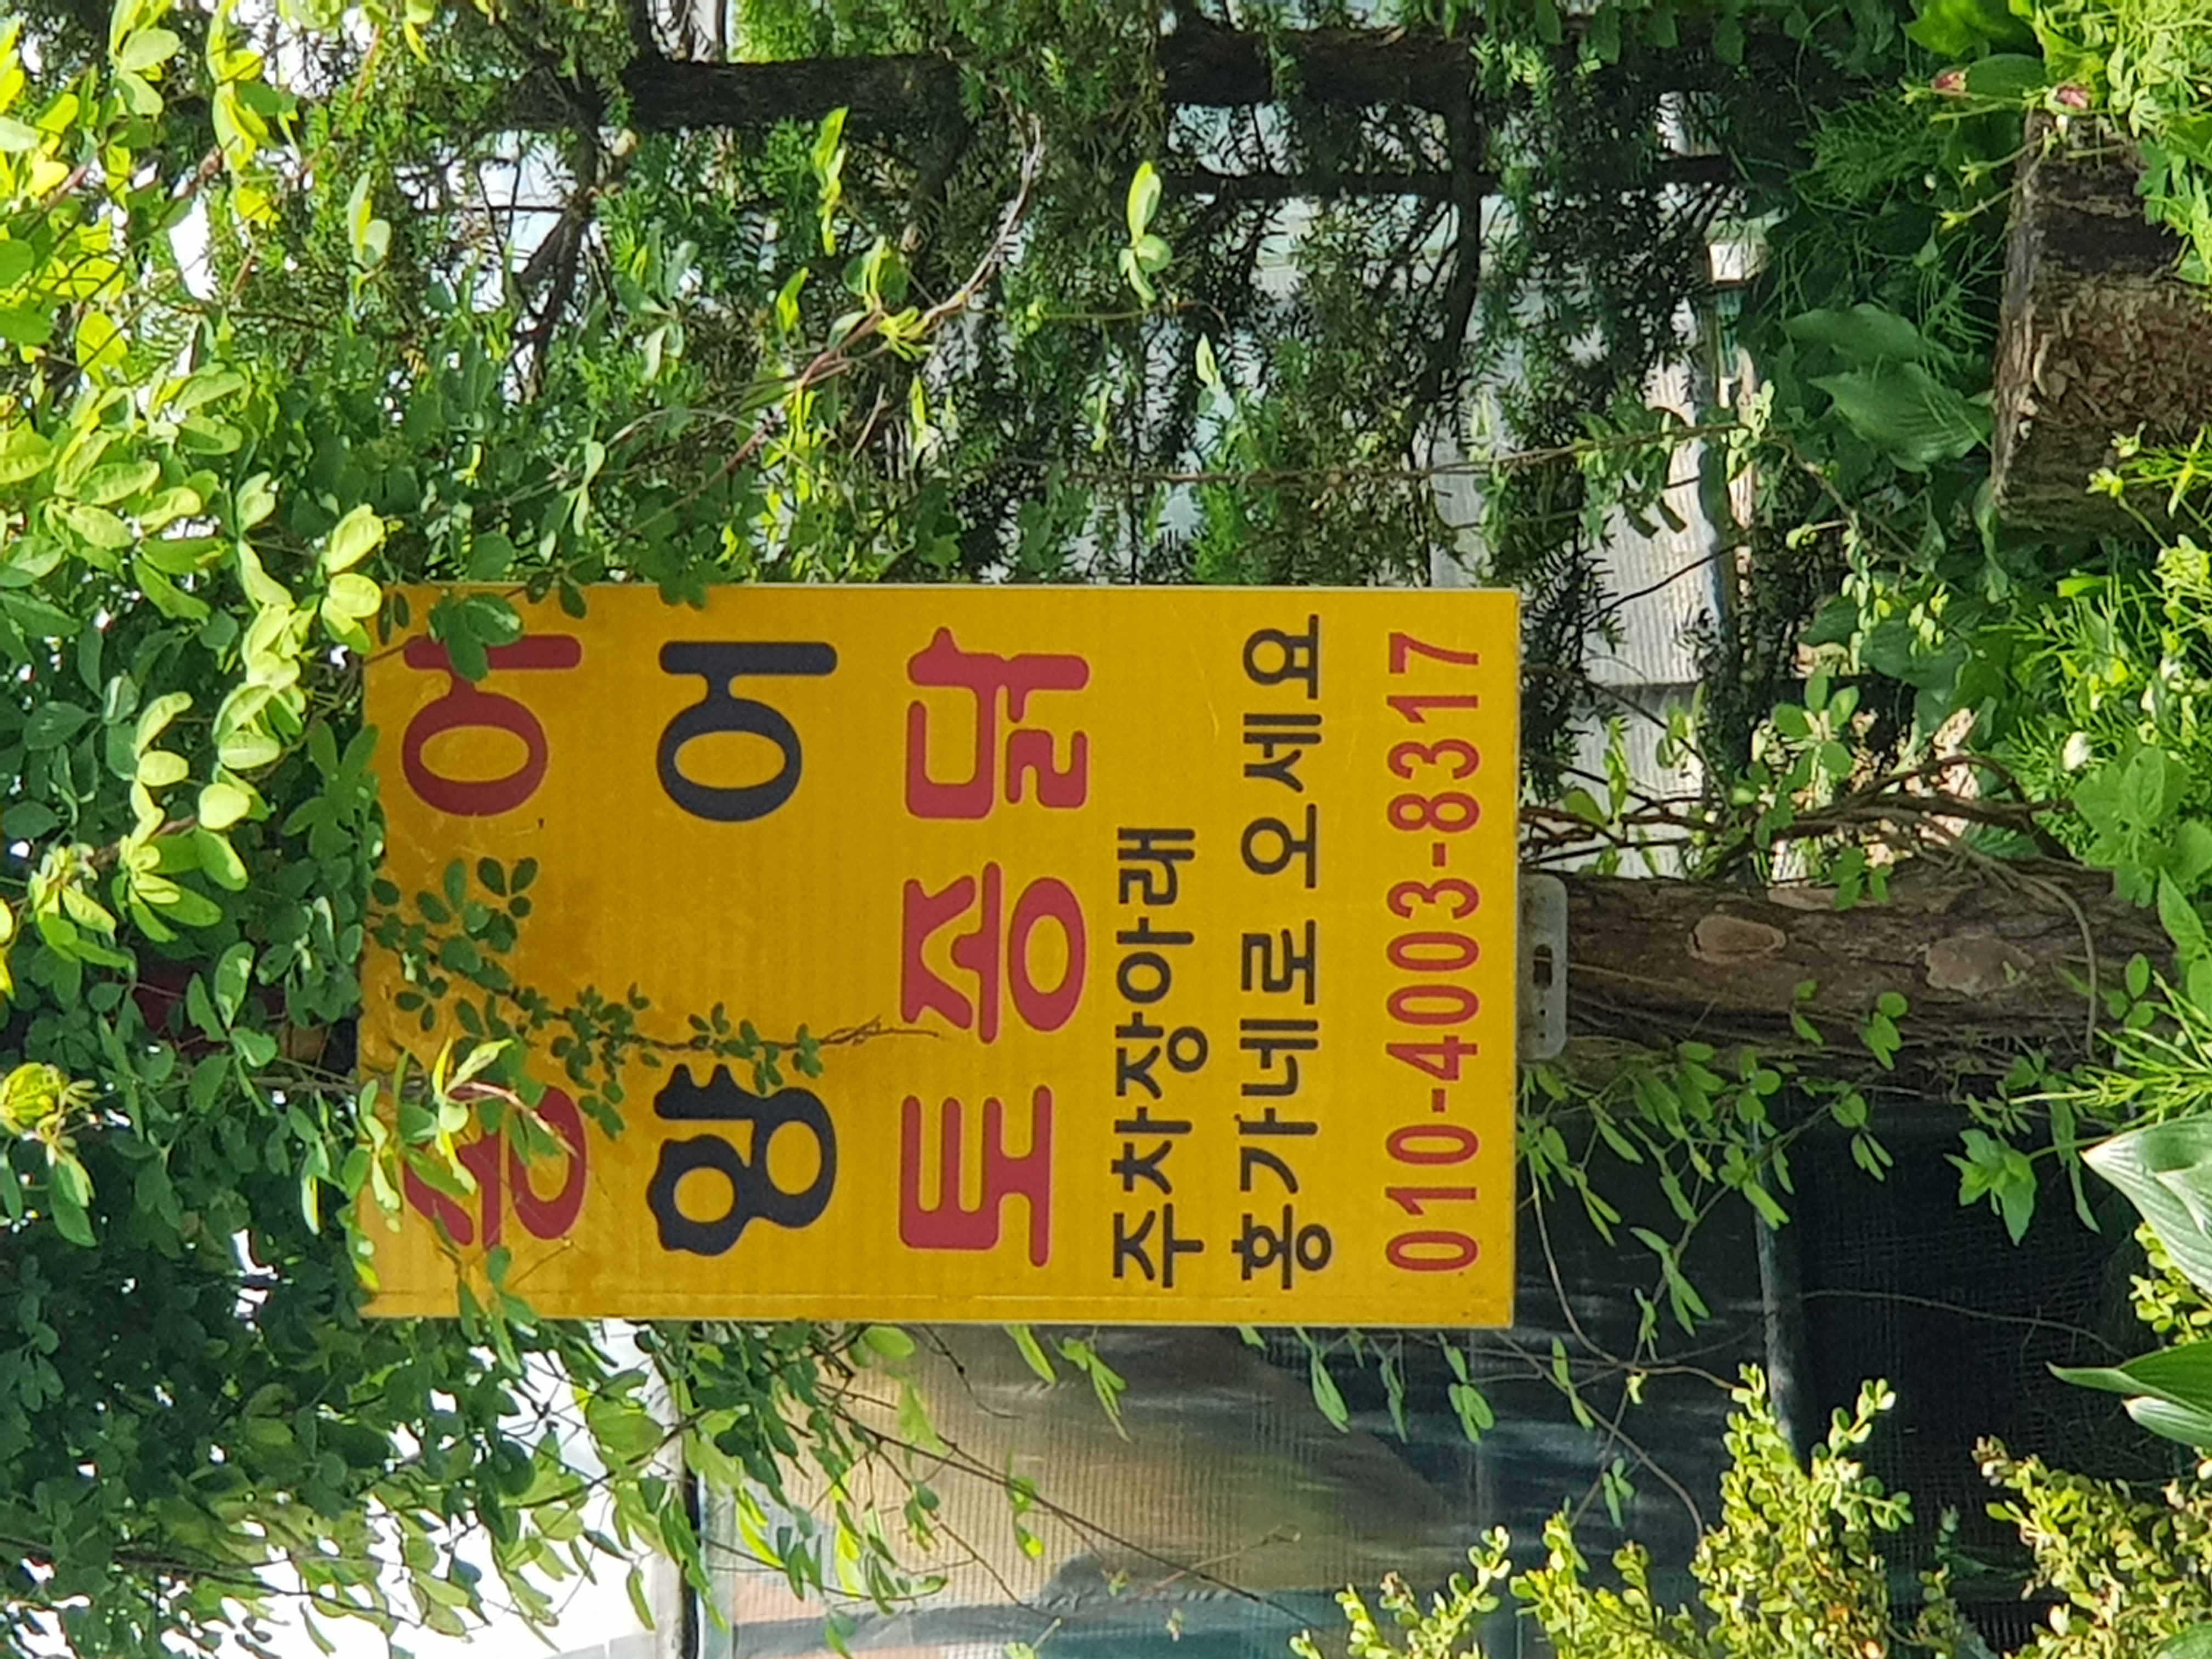 송어
향어
토종닭
주차장아래
홍가네로 오세요
010-4003-8317